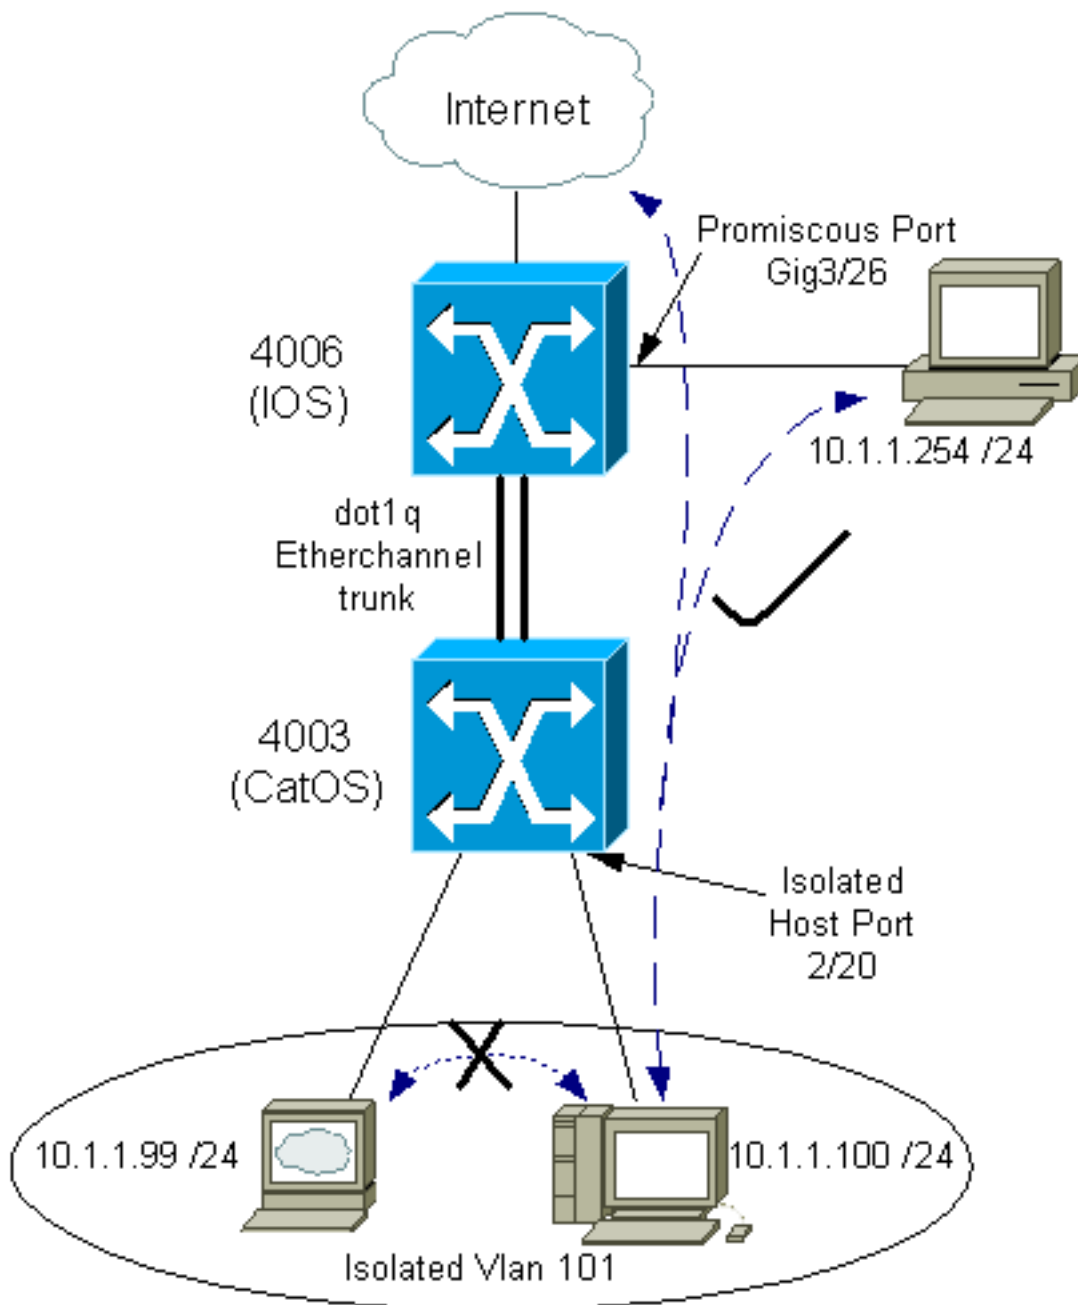 Internet
Promiscous Port
Gig3/26
4006
(IOS)
10.1.1.254 /24
dot1q
Etherchannel
trunk
4003
(CatOS)
Isolated
Host Port
2/20
10.1.1.99 /24
10.1.1.100 /24
Isolated Vlan 101